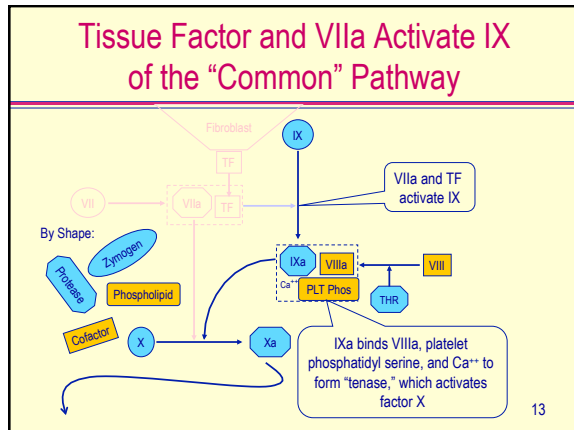 Tissue Factor and VIIa Activate IX
of the “Common” Pathway
Fibroblast
TF
IX
VII
VIIa
TF
VIIa and TF
activate IX
By Shape:
Zymogen
Protease
Phospholipid
Cofactor
IXa
VIIIa
VIII
Ca++
PLT Phos
THR
X
Xa
IXa binds VIIIa, platelet
phosphatidyl serine, and Ca++ to
form “tenase,” which activates
factor X
13